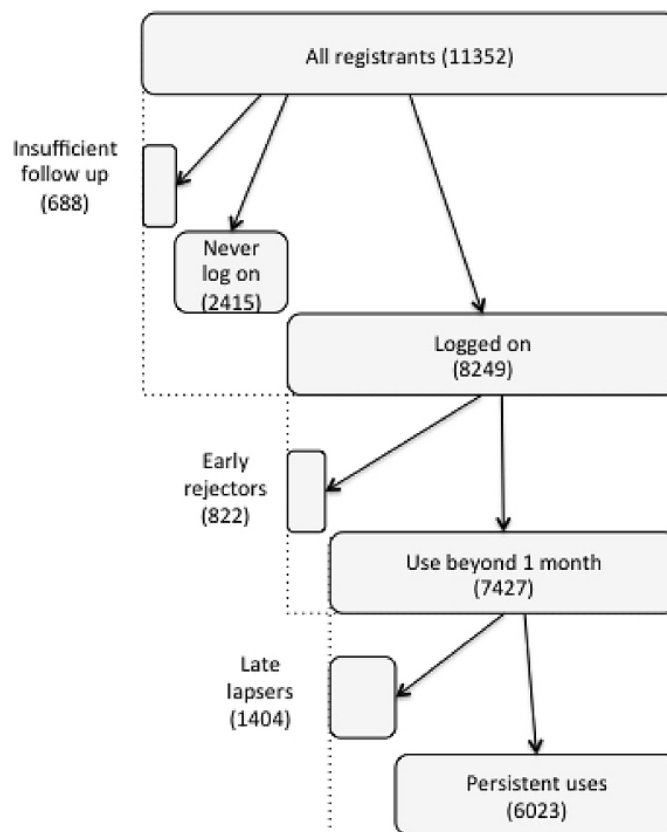 All registrants (11352)
Insufficient
follow up
(688)
Never
log on
(2415)
Logged on
(8249)
Early
rejectors
(822)
Use beyond 1 month
(7427)
Late
lapsers
(1404)
Persistent uses
(6023)